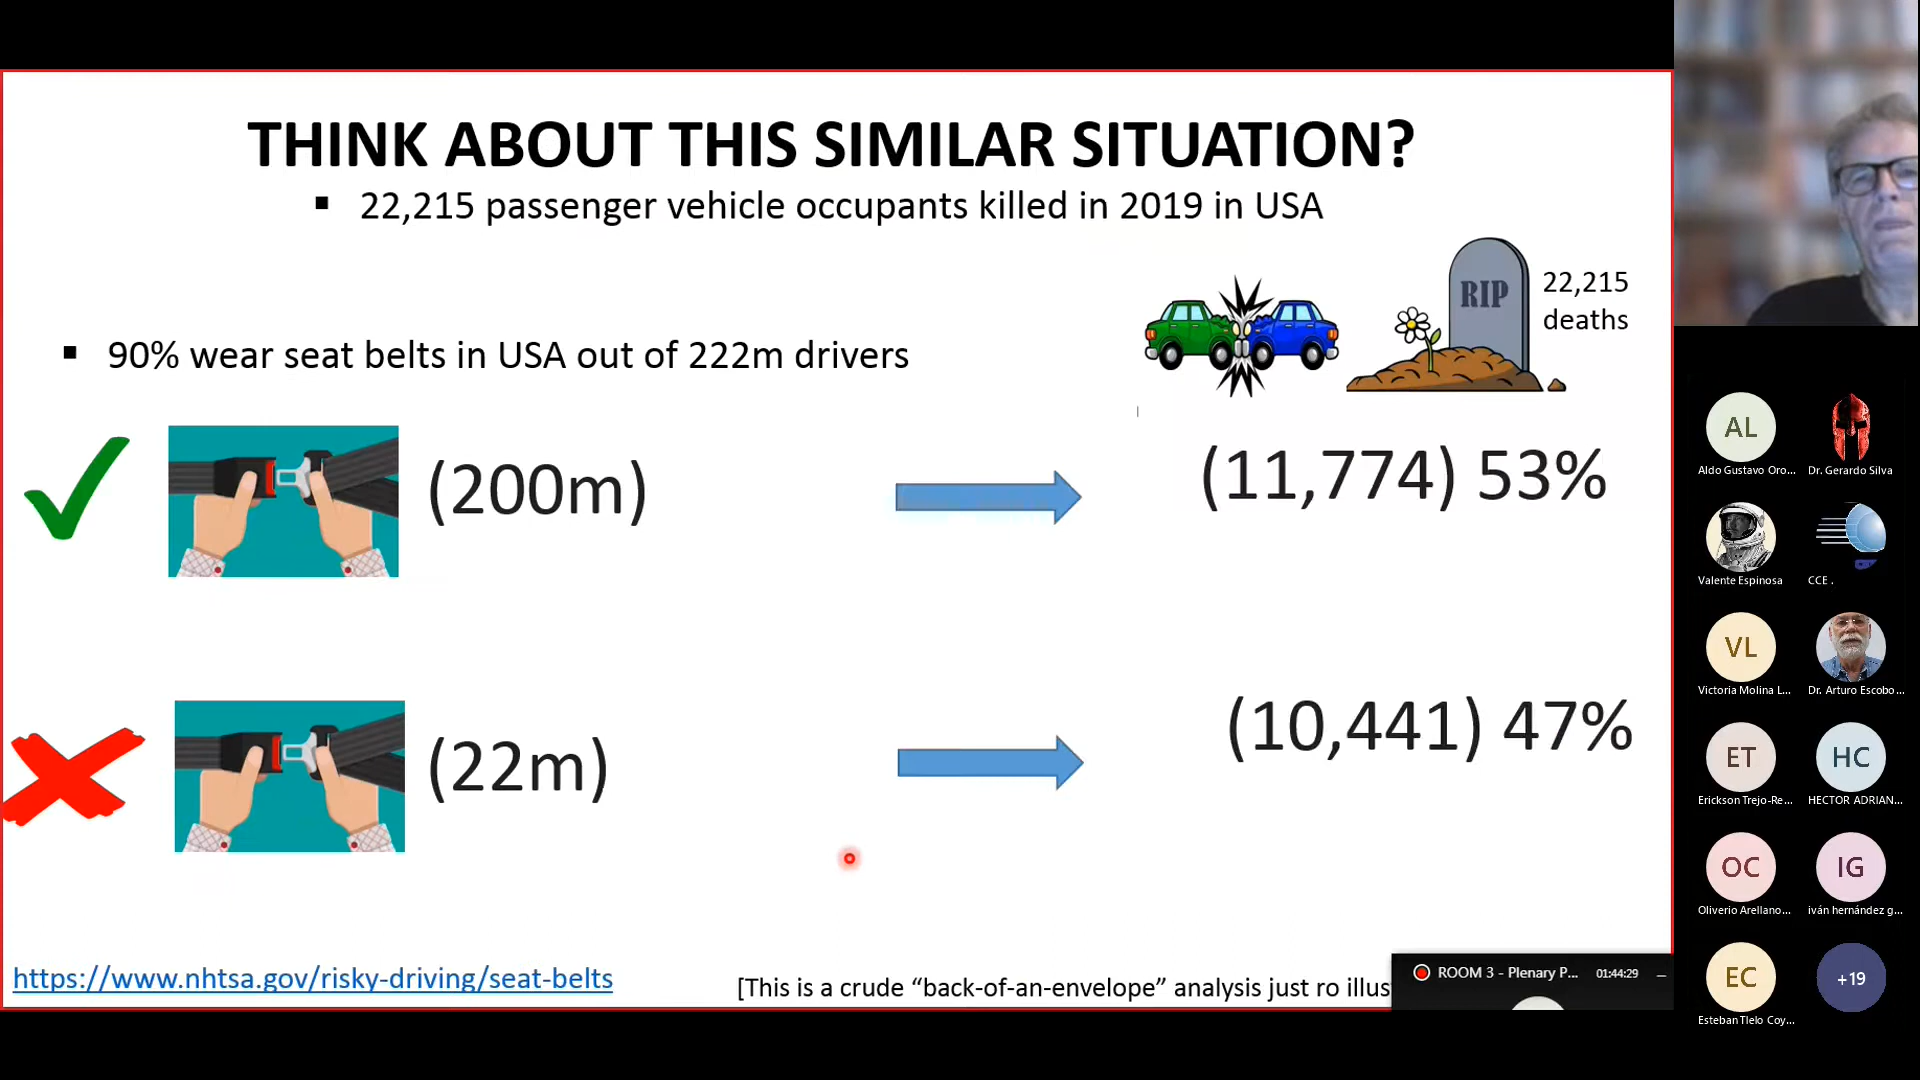 THINK ABOUT THIS SIMILAR SITUATION?
▪ 22,215 passenger vehicle occupants killed in 2019 in USA
RIP
22,215
deaths
▪ 90% wear seat belts in USA out of 222m drivers
(200m)
(11,774) 53%
(22m)
(10,441) 47%
https://www.nhtsa.gov/risky-driving/seat-belts
[This is a crude “back-of-an-envelope” analysis just ro illus
ROOM 3 - Plenary P... 01:44:29
AL
Aldo Gustavo Oro...
Dr. Gerardo Silva
Valente Espinosa
CCE .
VL
Victoria Molina L...
Dr. Arturo Escobo...
ET
Erickson Trejo-Re...
HC
HECTOR ADRIAN...
OC
Oliverio Arellano...
IG
iván hernández g...
EC
Esteban Tlelo Coy...
+19